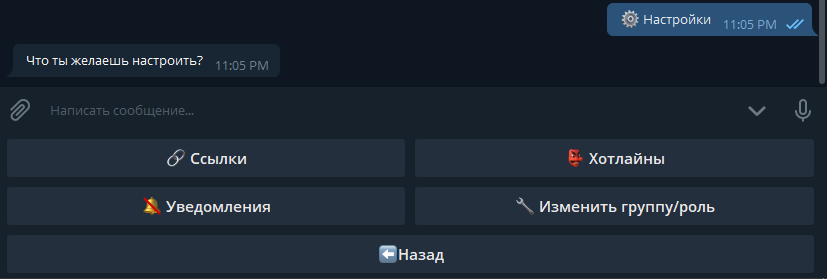 ⚙️ Настройки 11:05 PM
Что ты желаешь настроить? 11:05 PM
Написать сообщение...
🔗 Ссылки
👺 Хотлайны
🔕 Уведомления
🔧 Изменить группу/роль
⬅️Назад